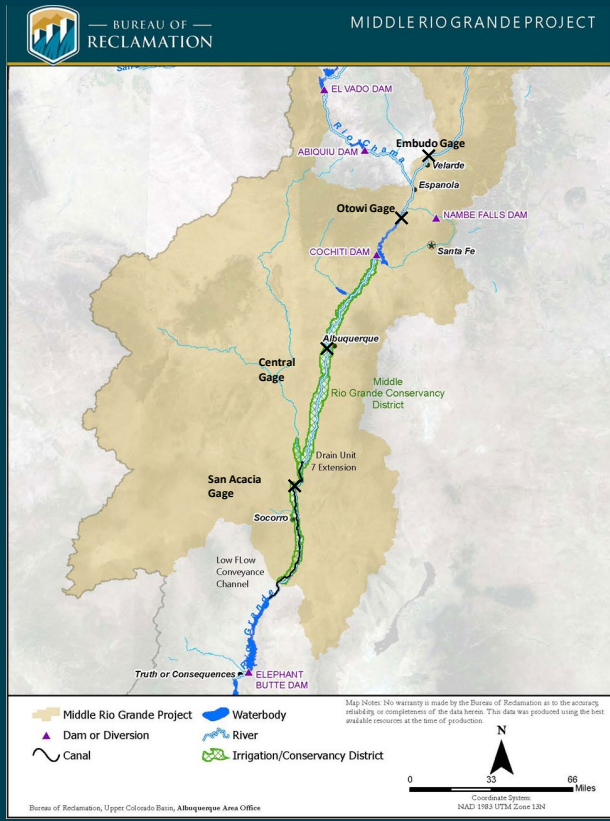 BUREAU OF
RECLAMATION
MIDDLE RIO GRANDE PROJECT
San
EL VADO DAM
Rio Chama
Embudo Gage
ABIQUIU DAM
Velarde
Espanola
Otowi Gage
NAMBE FALLS DAM
COCHITI DAM
Santa Fe
Albuquerque
Central
Gage
Middle
Rio Grande Conservancy
District
Drain Unit
7 Extension
San Acacia
Gage
Socorro
Low FLow
Conveyance
Channel
Rio Grande
Truth or Consequences
ELEPHANT
BUTTE DAM
Middle Rio Grande Project
Dam or Diversion
Canal
Waterbody
River
Irrigation/Conservancy District
Map Notes: No warranty is made by the Bureau of Reclamation as to the accuracy,
reliability, or completeness of the data herein. This data was produced using the best
available resources at the time of production.
N
0 33 66
Miles
Coordinate System:
NAD 1983 UTM Zone 13N
Bureau of Reclamation, Upper Colorado Basin, Albuquerque Area Office